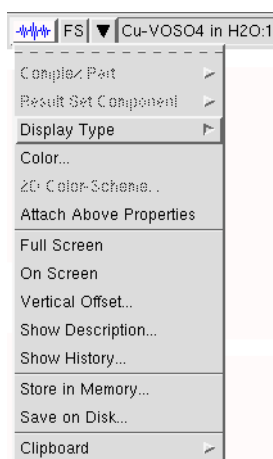 FS Cu-VOSO4 in H2O:1
Complex Part
Result Set Component
Display Type
Color...
2D Color-Scheme...
Attach Above Properties
Full Screen
On Screen
Vertical Offset...
Show Description...
Show History...
Store in Memory...
Save on Disk...
Clipboard